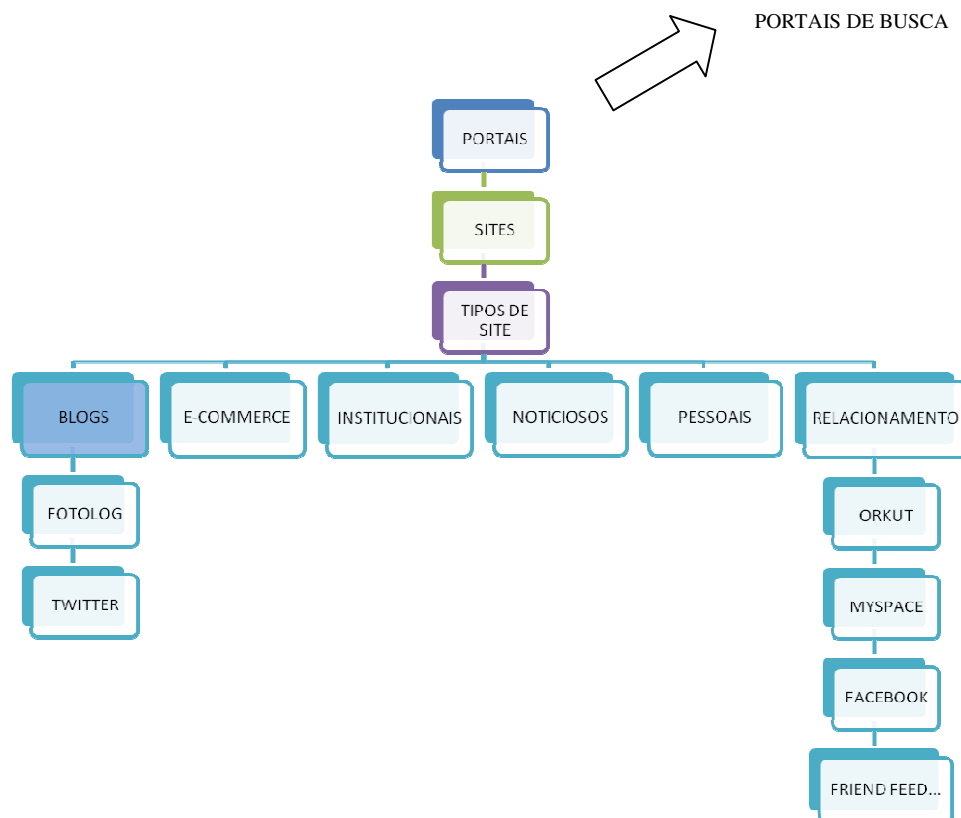 PORTAIS DE BUSCA
PORTAIS
SITES
TIPOS DE
SITE
BLOGS
E-COMMERCE
INSTITUCIONAIS
NOTICIOSOS
PESSOAIS
RELACIONAMENTO
FOTOLOG
TWITTER
ORKUT
MYSPACE
FACEBOOK
FRIEND FEED...